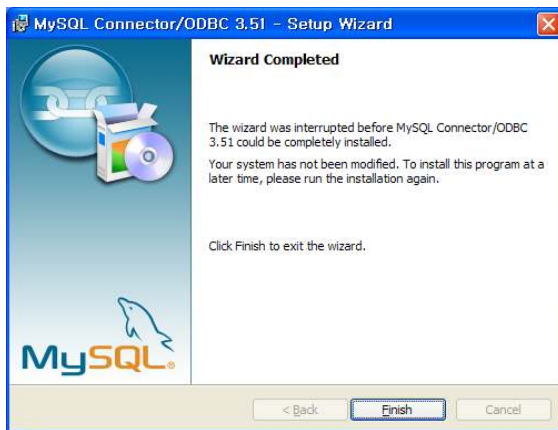 MySQL Connector/ODBC 3.51 - Setup Wizard
Wizard Completed
The wizard was interrupted before MySQL Connector/ODBC
3.51 could be completely installed.
Your system has not been modified. To install this program at a
later time, please run the installation again.
Click Finish to exit the wizard.
MySQL®
< Back Finish Cancel